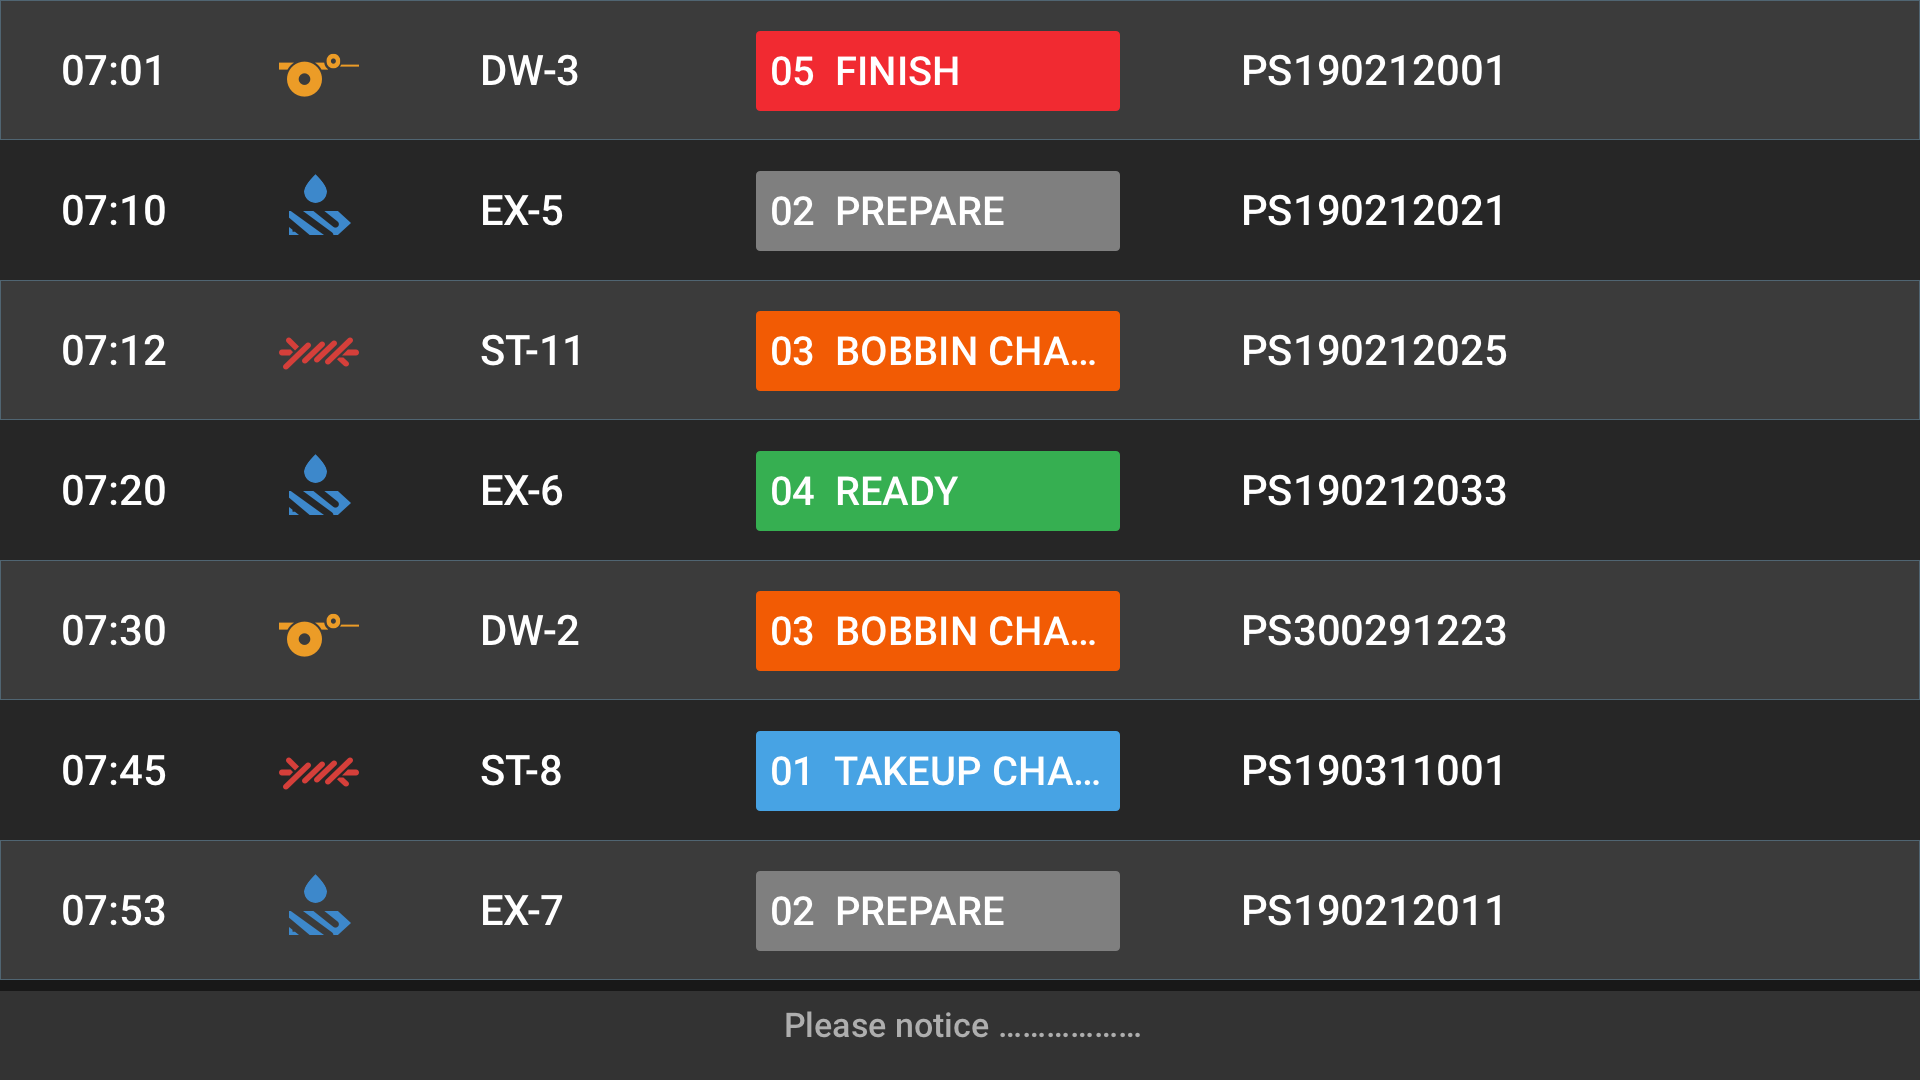 07:01 DW-3 05 FINISH PS190212001
07:10 EX-5 02 PREPARE PS190212021
07:12 ST-11 03 BOBBIN CHA... PS190212025
07:20 EX-6 04 READY PS190212033
07:30 DW-2 03 BOBBIN CHA... PS300291223
07:45 ST-8 01 TAKEUP CHA... PS190311001
07:53 EX-7 02 PREPARE PS190212011
Please notice ..................